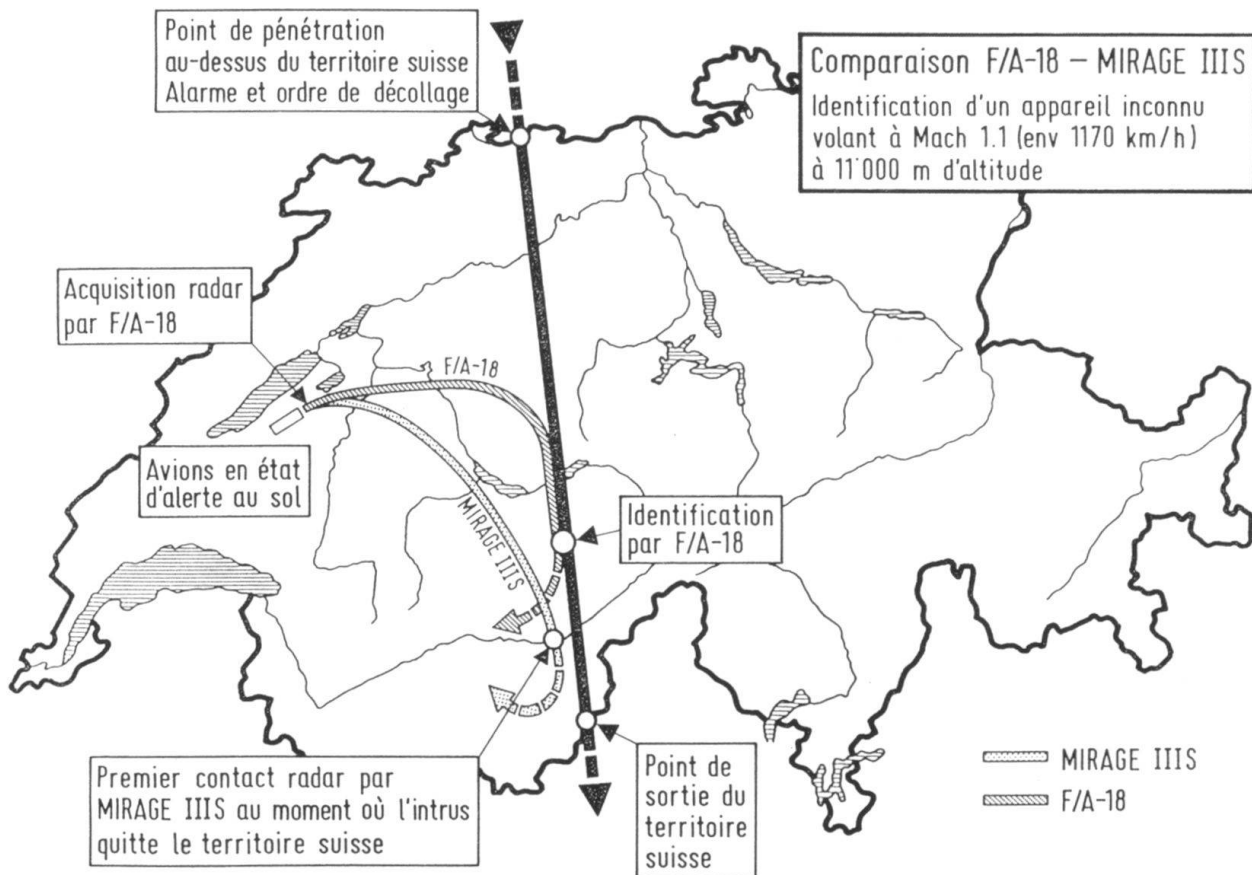 Point de pénétration
au-dessus du territoire suisse
Alarme et ordre de décollage
Comparaison F/A-18 – MIRAGE IIIS
Identification d'un appareil inconnu
volant à Mach 1.1 (env 1170 km/h)
à 11'000 m d'altitude
Acquisition radar
par F/A-18
F/A-18
Avions en état
d'alerte au sol
MIRAGE IIIS
Identification
par F/A-18
Premier contact radar par
MIRAGE IIIS au moment où l'intrus
quitte le territoire suisse
Point de
sortie du
territoire
suisse
MIRAGE IIIS
F/A-18